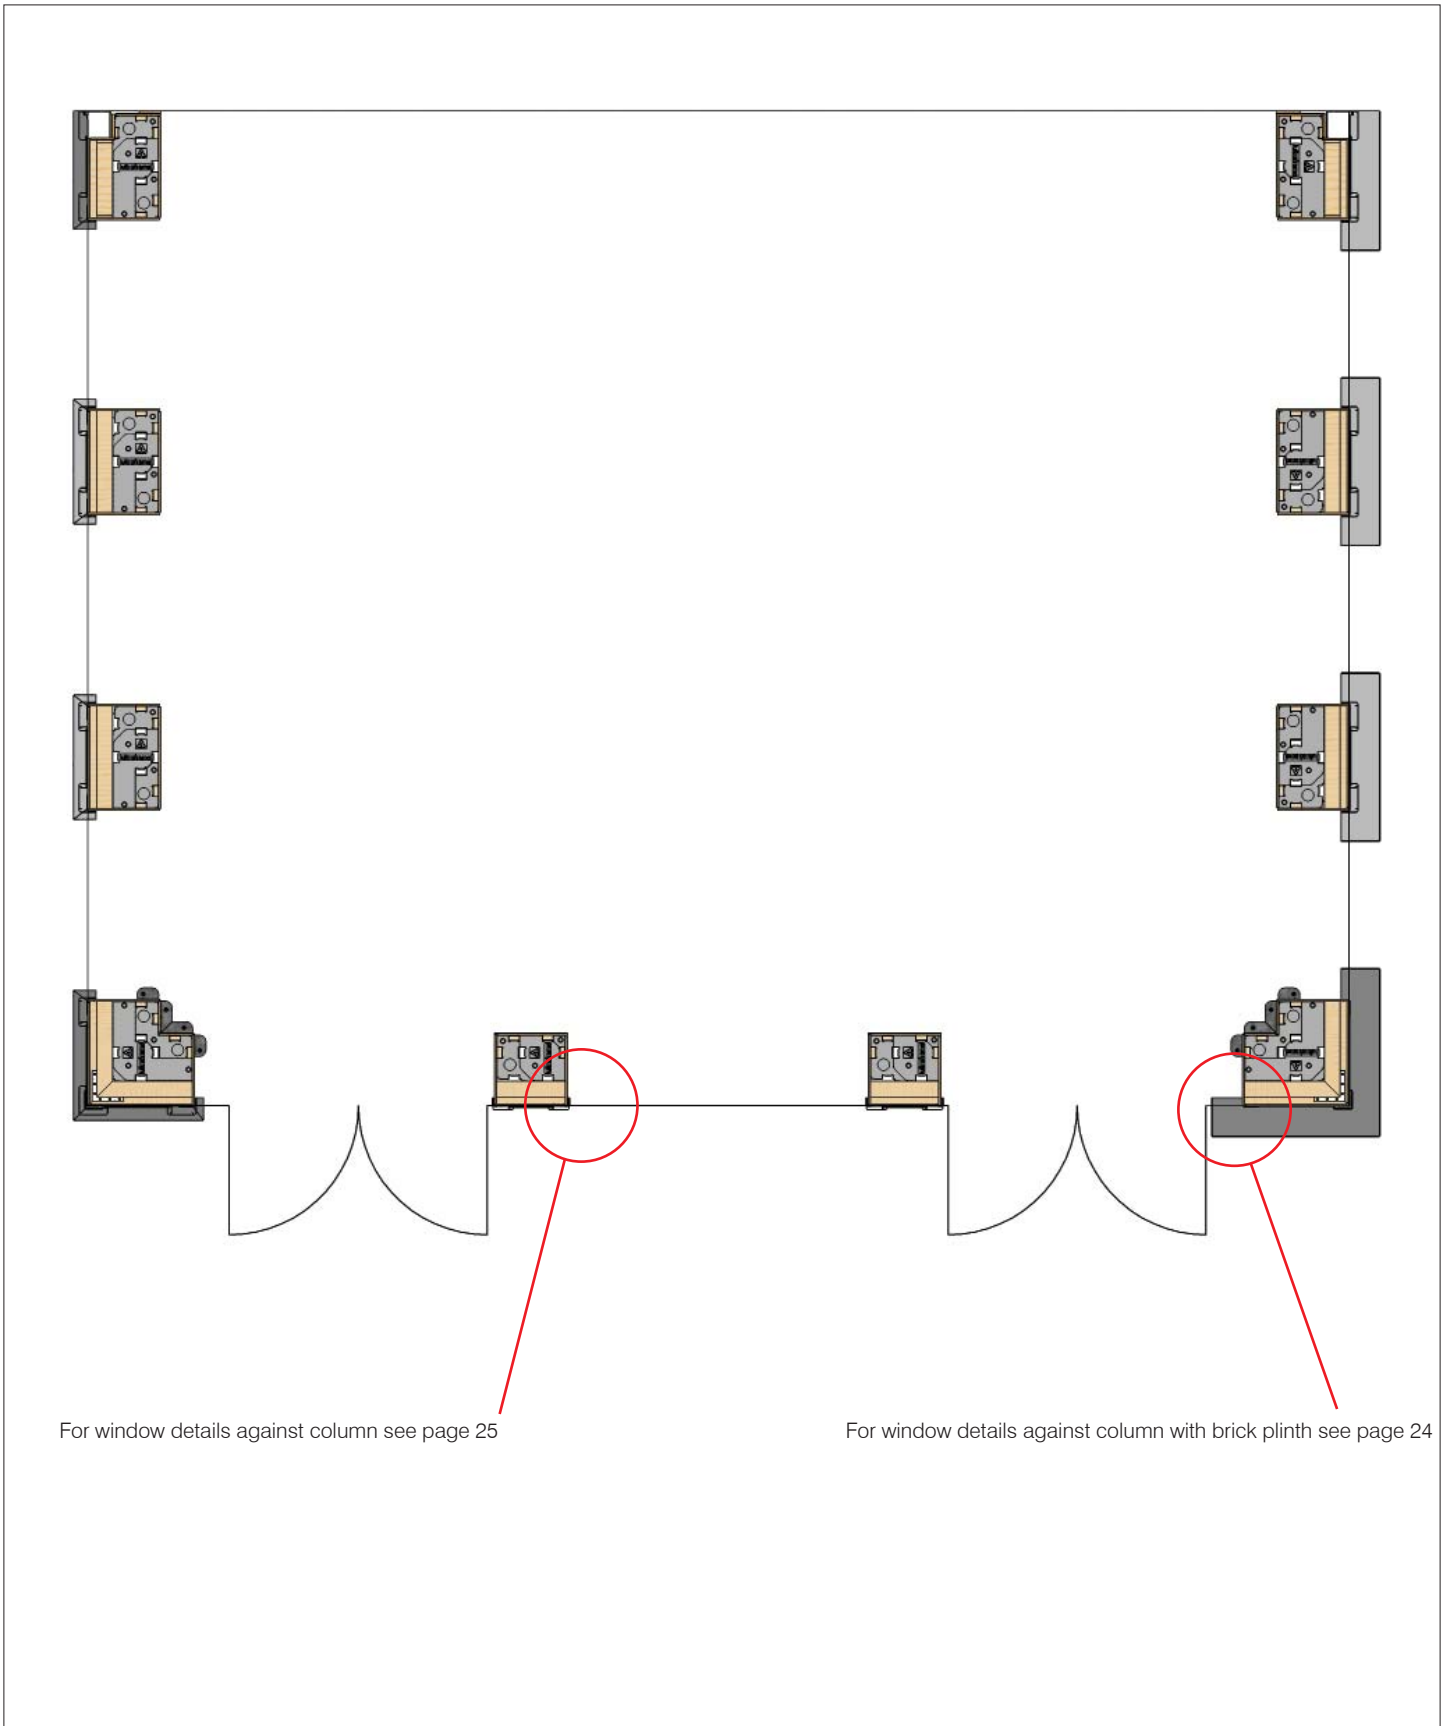 For window details against column see page 25
For window details against column with brick plinth see page 24